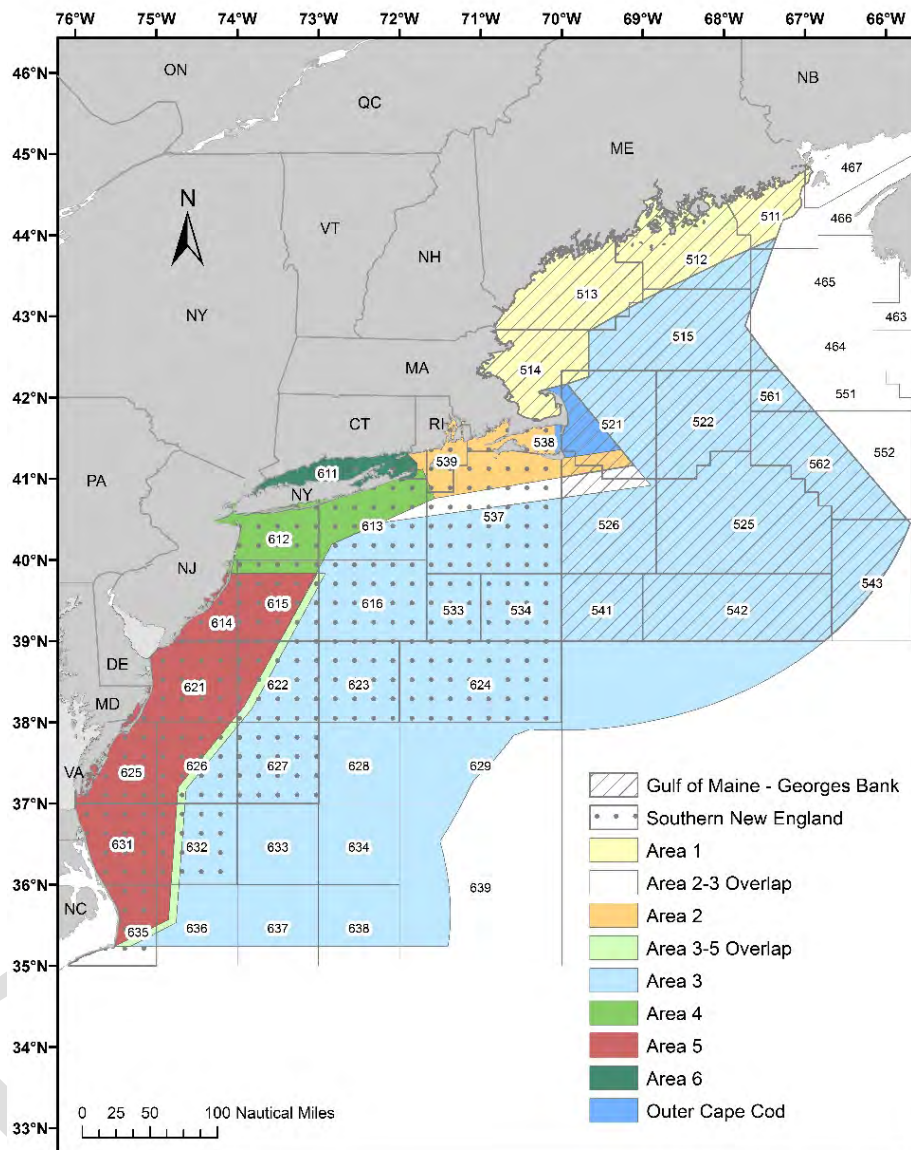 76°W 75°W 74°W 73°W 72°W 71°W 70°W 69°W 68°W 67°W 66°W
46°N
45°N
44°N
43°N
42°N
41°N
40°N
39°N
38°N
37°N
36°N
35°N
34°N
33°N
ON
QC
NB
ME
467
466
511
N
VT
NH
512
465
513
463
NY
515
464
MA
514
551
561
CT
RI
521
522
538
552
539
611
562
PA
NY
537
526
525
613
612
NJ
543
615
616
533
534
541
542
614
DE
621
622
623
624
MD
VA
625
626
627
628
629
631
632
633
634
NC
639
635
636
637
638
Gulf of Maine - Georges Bank
Southern New England
Area 1
Area 2-3 Overlap
Area 2
Area 3-5 Overlap
Area 3
Area 4
Area 5
Area 6
Outer Cape Cod
0 25 50 100 Nautical Miles